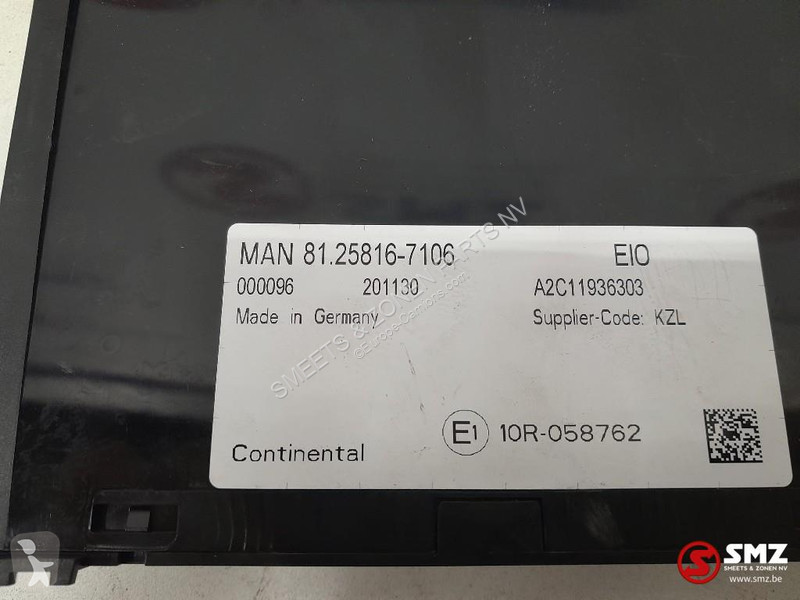 MAN 81.25816-7106 EIO
000096 201130 A2C11936303
Made in Germany Supplier-Code: KZL
SMEETS & ZONEN PARTS NV
E1 10R-058762
Continental
SMZ
SMEETS & ZONEN NV
www.smz.be